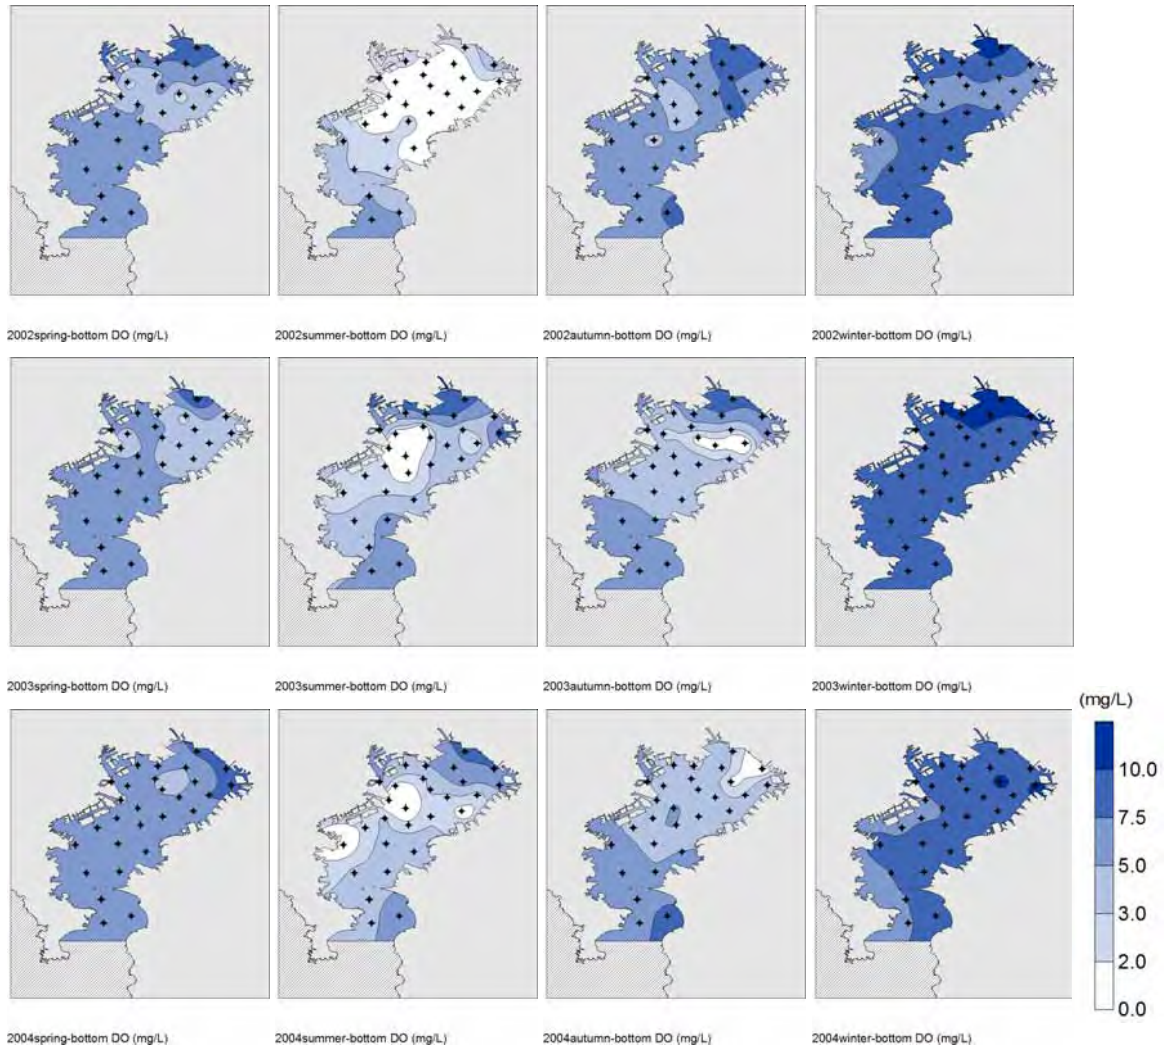 2002spring-bottom DO (mg/L)
2002summer-bottom DO (mg/L)
2002autumn-bottom DO (mg/L)
2002winter-bottom DO (mg/L)
2003spring-bottom DO (mg/L)
2003summer-bottom DO (mg/L)
2003autumn-bottom DO (mg/L)
2003winter-bottom DO (mg/L)
(mg/L)
10.0
7.5
5.0
3.0
2.0
0.0
2004spring-bottom DO (mg/L)
2004summer-bottom DO (mg/L)
2004autumn-bottom DO (mg/L)
2004winter-bottom DO (mg/L)